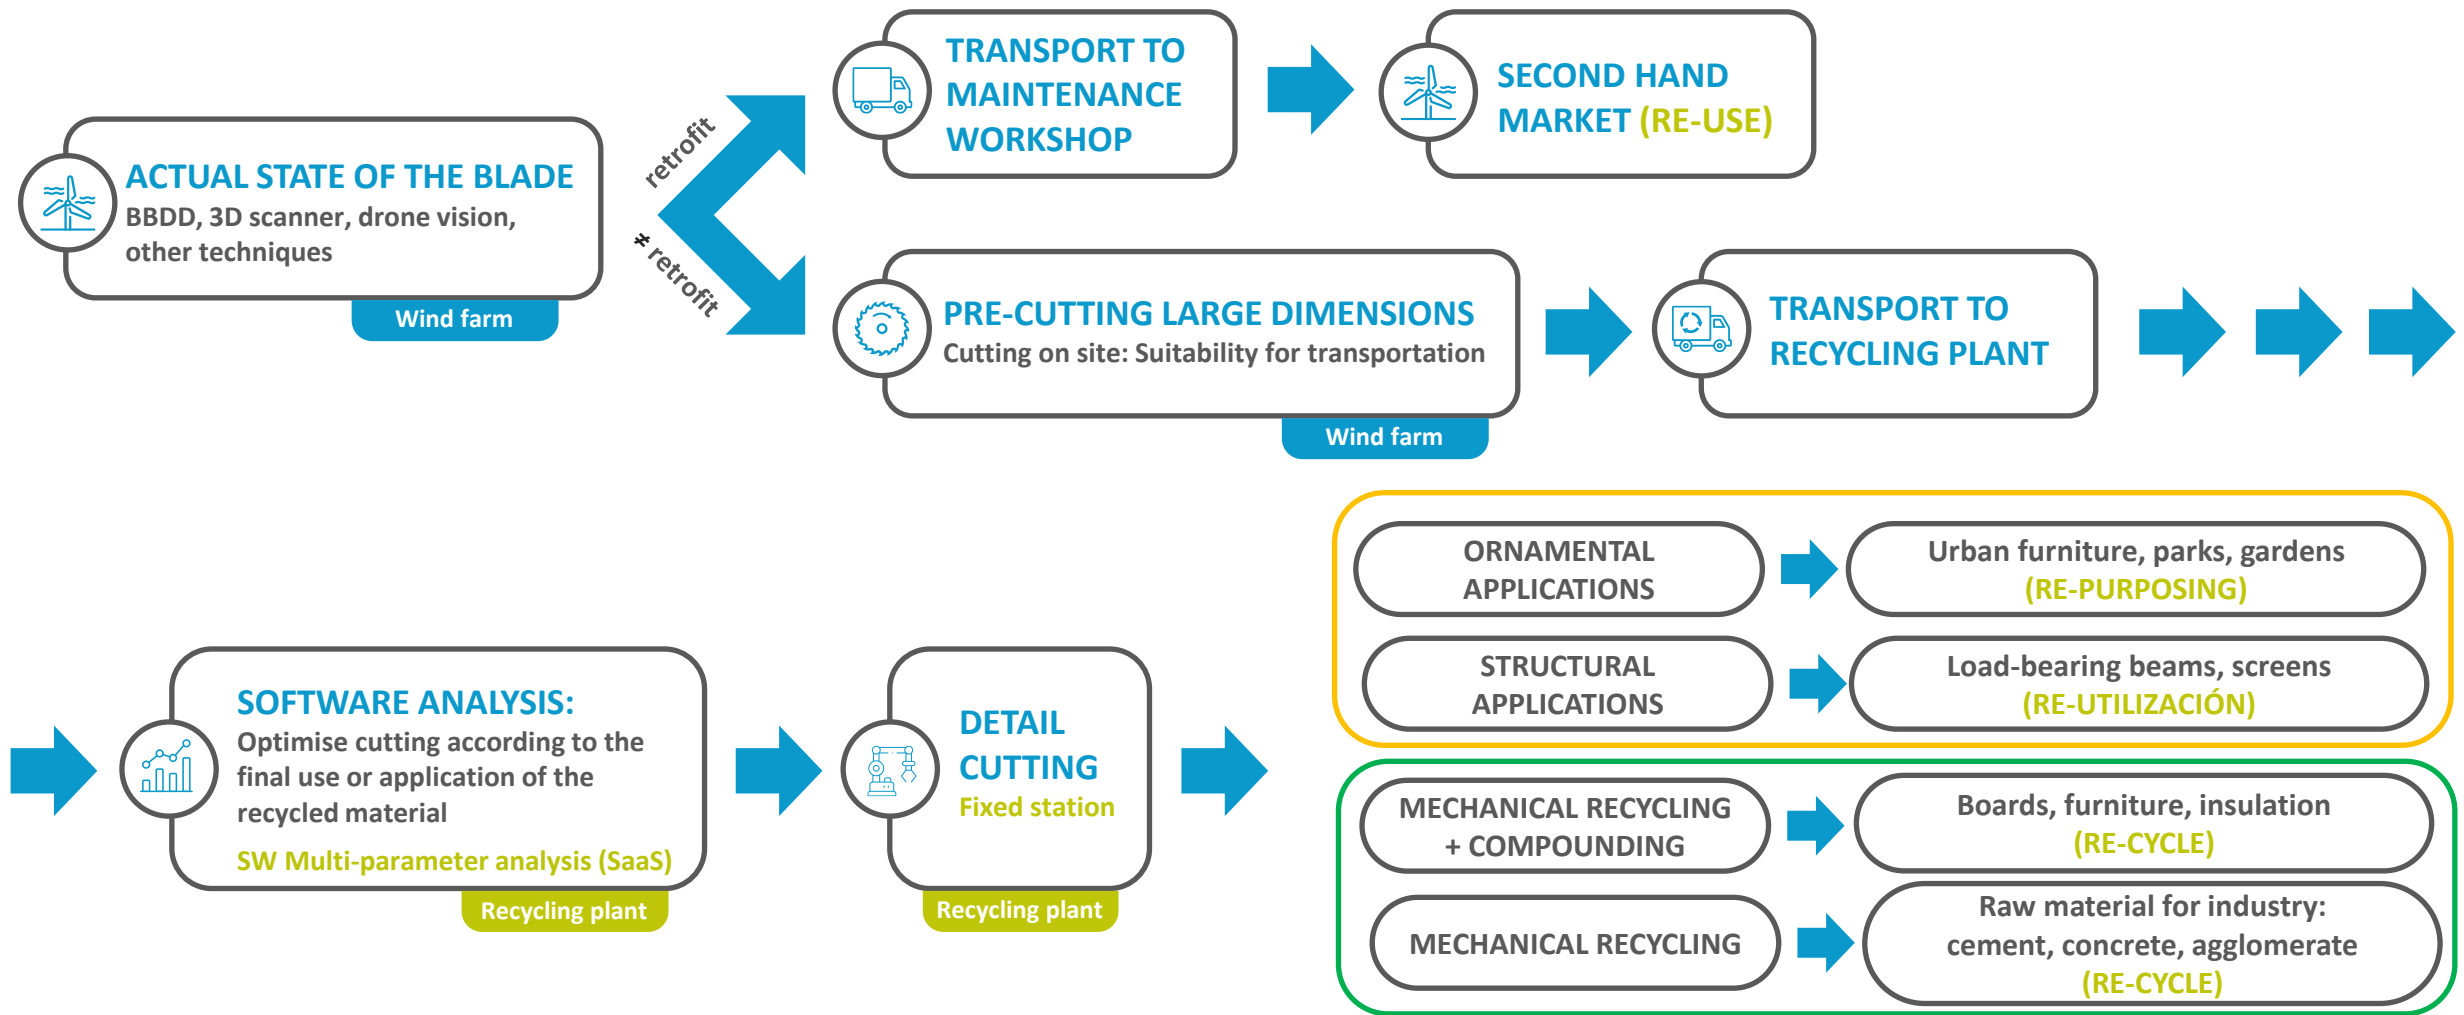 ACTUAL STATE OF THE BLADE
BBDD, 3D scanner, drone vision,
other techniques
Wind farm
retrofit
≠ retrofit
TRANSPORT TO
MAINTENANCE
WORKSHOP
SECOND HAND
MARKET (RE-USE)
PRE-CUTTING LARGE DIMENSIONS
Cutting on site: Suitability for transportation
Wind farm
TRANSPORT TO
RECYCLING PLANT
SOFTWARE ANALYSIS:
Optimise cutting according to the
final use or application of the
recycled material
SW Multi-parameter analysis (SaaS)
Recycling plant
DETAIL
CUTTING
Fixed station
Recycling plant
ORNAMENTAL
APPLICATIONS
Urban furniture, parks, gardens
(RE-PURPOSING)
STRUCTURAL
APPLICATIONS
Load-bearing beams, screens
(RE-UTILIZACIÓN)
MECHANICAL RECYCLING
+ COMPOUNDING
Boards, furniture, insulation
(RE-CYCLE)
MECHANICAL RECYCLING
Raw material for industry:
cement, concrete, agglomerate
(RE-CYCLE)